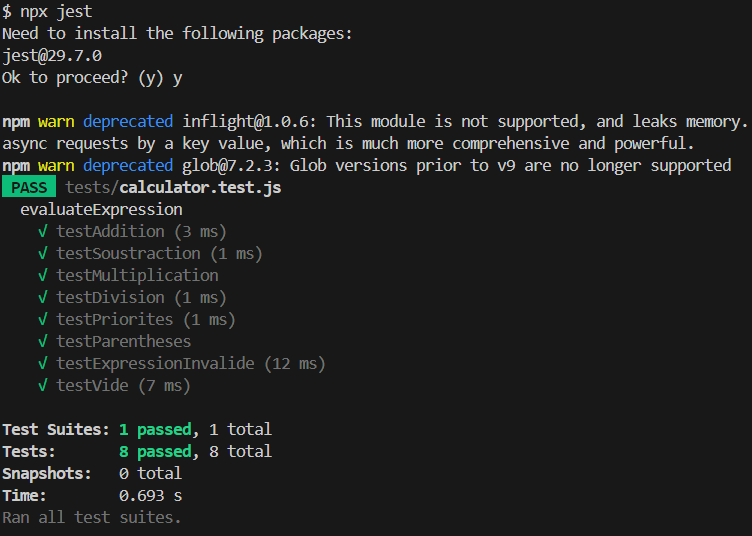 $ npx jest
Need to install the following packages:
jest@29.7.0
Ok to proceed? (y) y
npm warn deprecated inflight@1.0.6: This module is not supported, and leaks memory.
async requests by a key value, which is much more comprehensive and powerful.
npm warn deprecated glob@7.2.3: Glob versions prior to v9 are no longer supported
PASS tests/calculator.test.js
evaluateExpression
√ testAddition (3 ms)
√ testSoustraction (1 ms)
√ testMultiplication
√ testDivision (1 ms)
√ testPriorites (1 ms)
√ testParentheses
√ testExpressionInvalide (12 ms)
√ testVide (7 ms)
Test Suites: 1 passed, 1 total
Tests: 8 passed, 8 total
Snapshots: 0 total
Time: 0.693 s
Ran all test suites.